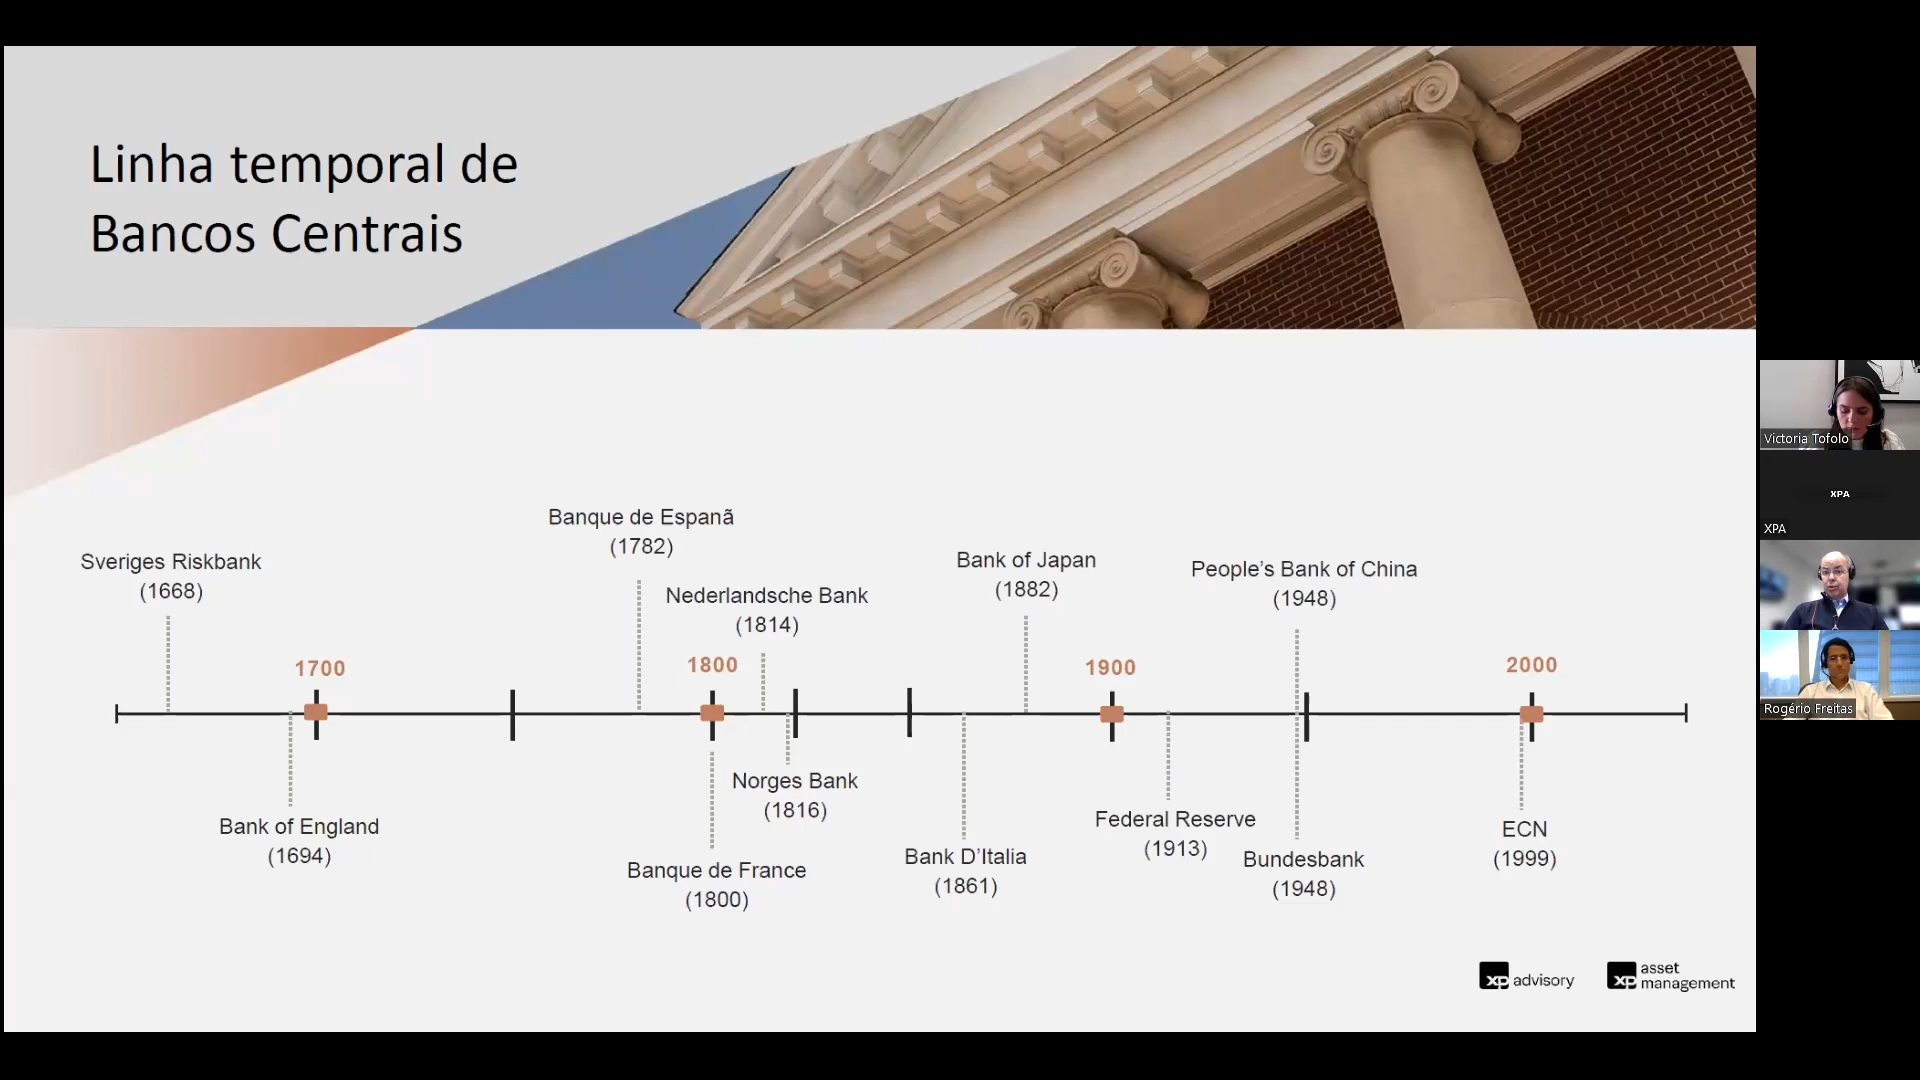 Linha temporal de
Bancos Centrais
Banque de Espanã
(1782)
Sveriges Riskbank
(1668)
Nederlandsche Bank
(1814)
Bank of Japan
(1882)
People's Bank of China
(1948)
1700
1800
1900
2000
Bank of England
(1694)
Norges Bank
(1816)
Banque de France
(1800)
Bank D'Italia
(1861)
Federal Reserve
(1913)
Bundesbank
(1948)
ECN
(1999)
xp advisory
xp asset
management
Victoria Tofolo
XPA
XPA
Rogério Freitas